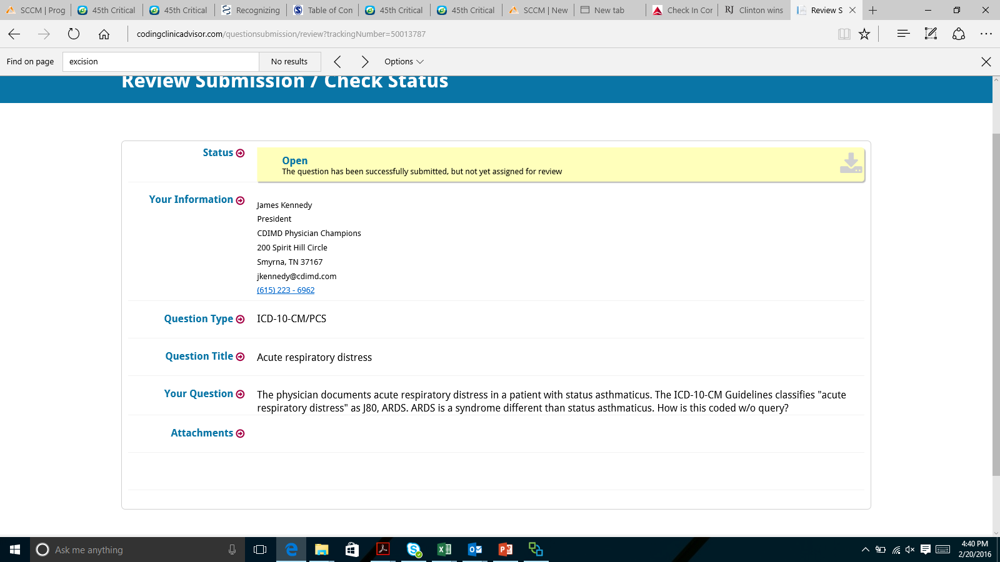 SCCM | Prog
45th Critical
45th Critical
Recognizing
Table of Con
45th Critical
45th Critical
SCCM | New
New tab
Check In Cor
RJ Clinton wins
Review S
codingclinicadvisor.com/questionsubmission/review?trackingNumber=50013787
Find on page
excision
No results
Options
Review Submission / Check Status
Status
Open
The question has been successfully submitted, but not yet assigned for review
Your Information
James Kennedy
President
CDIMD Physician Champions
200 Spirit Hill Circle
Smyrna, TN 37167
jkennedy@cdimd.com
(615) 223 - 6962
Question Type
ICD-10-CM/PCS
Question Title
Acute respiratory distress
Your Question
The physician documents acute respiratory distress in a patient with status asthmaticus. The ICD-10-CM Guidelines classifies "acute
respiratory distress" as J80, ARDS. ARDS is a syndrome different than status asthmaticus. How is this coded w/o query?
Attachments
Ask me anything
4:40 PM
2/20/2016